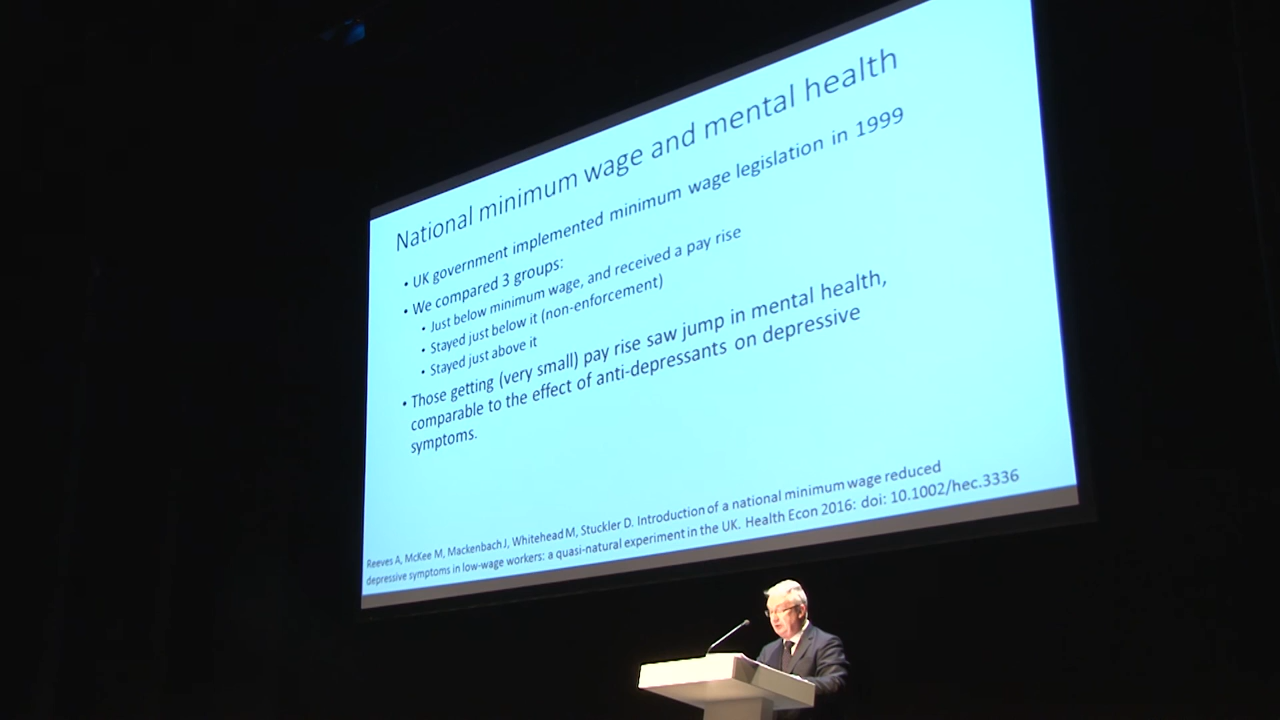 National minimum wage and mental health
• UK government implemented minimum wage legislation in 1999
• We compared 3 groups:
• Just below minimum wage, and received a pay rise
• Stayed just below it (non-enforcement)
• Stayed just above it
• Those getting (very small) pay rise saw jump in mental health,
comparable to the effect of anti-depressants on depressive
symptoms.
Reeves A, McKee M, Mackenbach J, Whitehead M, Stuckler D. Introduction of a national minimum wage reduced
depressive symptoms in low-wage workers: a quasi-natural experiment in the UK. Health Econ 2016: doi: 10.1002/hec.3336